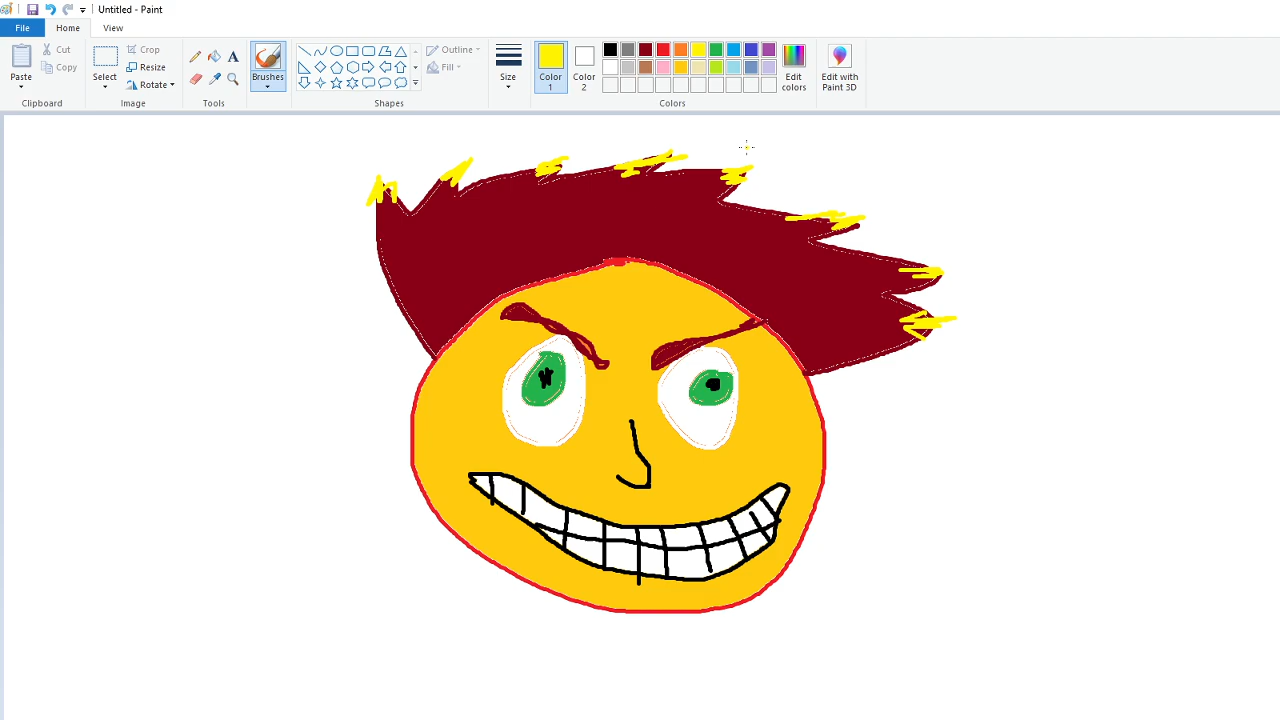 Untitled - Paint
File Home View
Paste Cut Copy Clipboard
Select Crop Resize Rotate Image
A Tools
Brushes
Outline Fill Shapes
Size
Color 1 Color 2 Edit colors Colors
Edit with Paint 3D